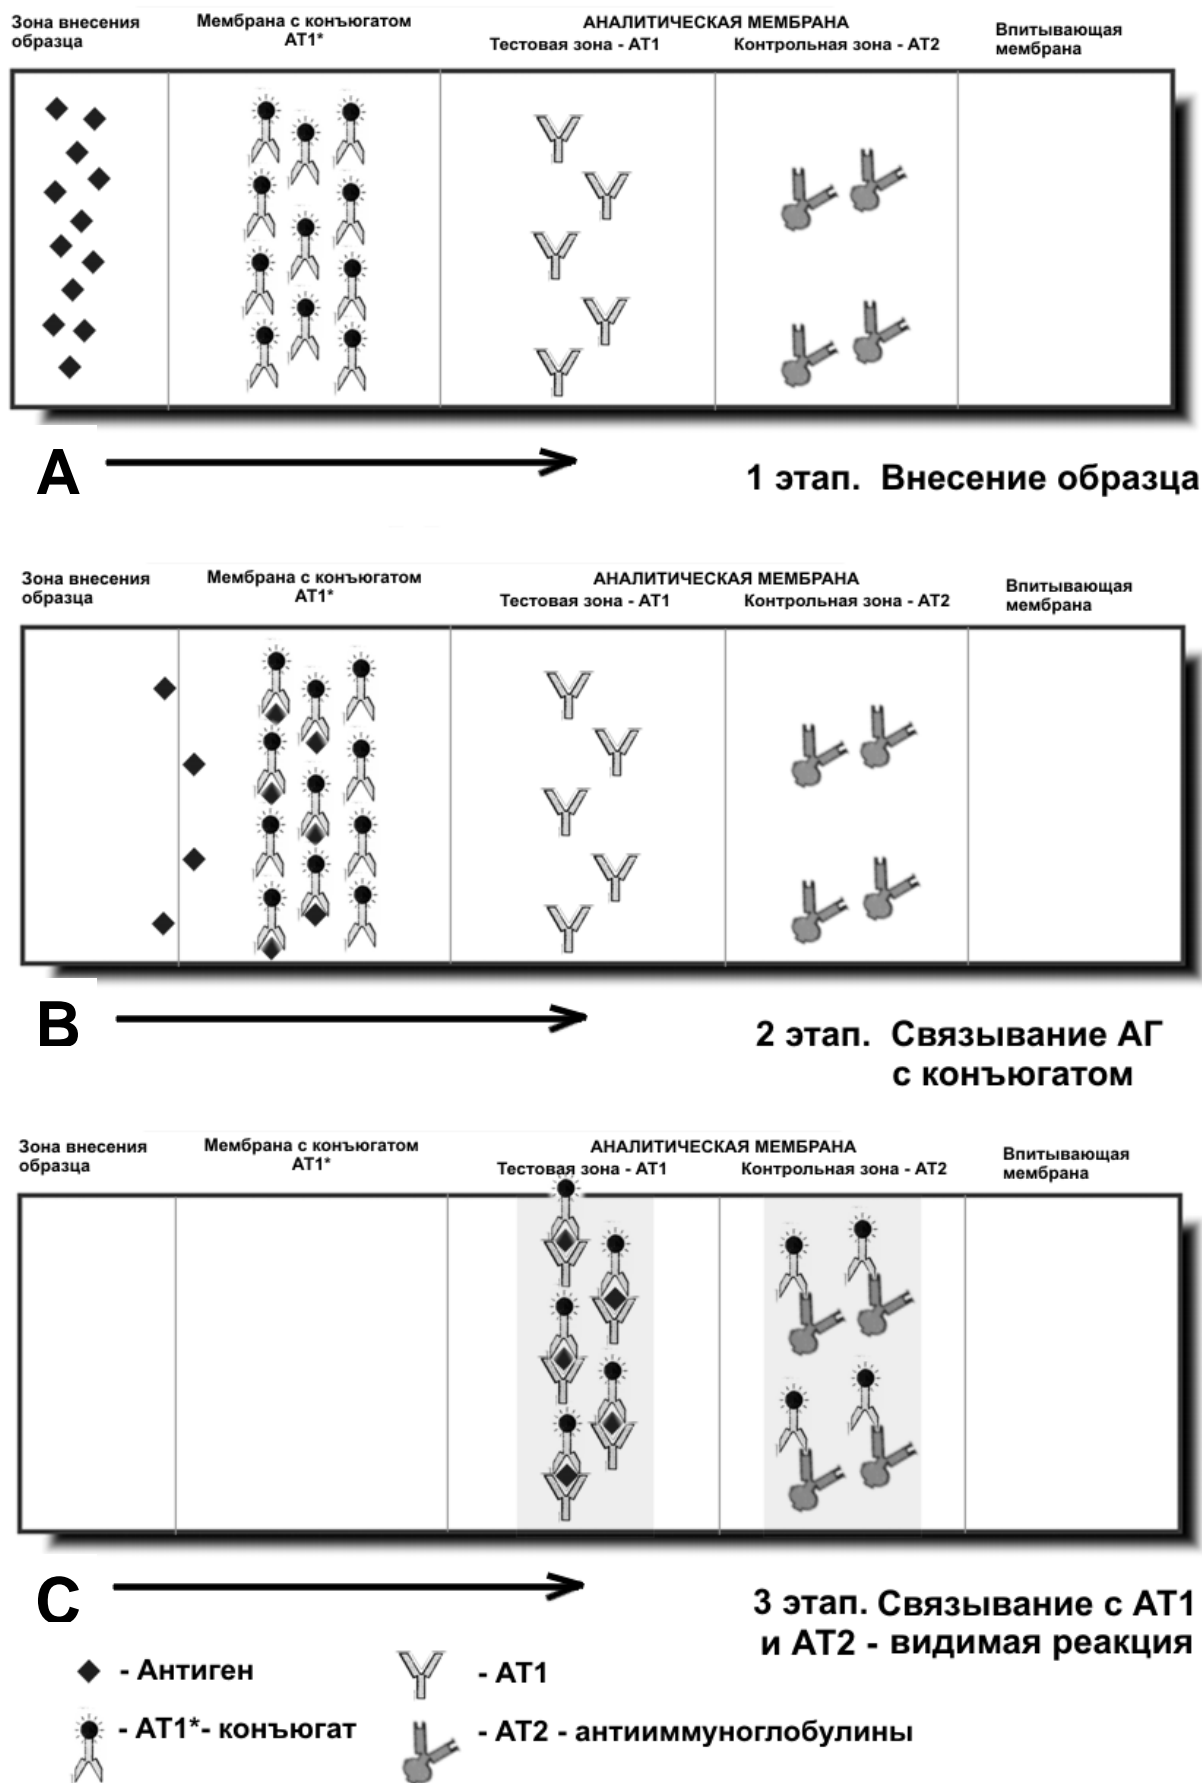 Зона внесения образца
Мембрана с конъюгатом АТ1*
АНАЛИТИЧЕСКАЯ МЕМБРАНА
Тестовая зона - АТ1
Контрольная зона - АТ2
Впитывающая мембрана
A
1 этап. Внесение образца
Зона внесения образца
Мембрана с конъюгатом АТ1*
АНАЛИТИЧЕСКАЯ МЕМБРАНА
Тестовая зона - АТ1
Контрольная зона - АТ2
Впитывающая мембрана
B
2 этап. Связывание АГ
с конъюгатом
Зона внесения образца
Мембрана с конъюгатом АТ1*
АНАЛИТИЧЕСКАЯ МЕМБРАНА
Тестовая зона - АТ1
Контрольная зона - АТ2
Впитывающая мембрана
C
3 этап. Связывание с АТ1
и АТ2 - видимая реакция
- Антиген
- АТ1
- АТ1*- конъюгат
- АТ2 - антииммуноглобулины